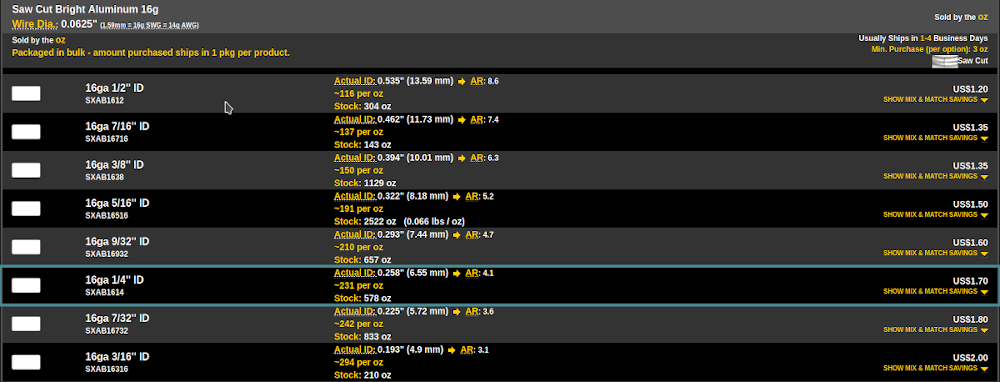 Saw Cut Bright Aluminum 16g
Wire Dia.: 0.0625" (1.59mm = 16g SWG = 14g AWG)
Sold by the oz
Sold by the oz
Packaged in bulk - amount purchased ships in 1 pkg per product.
Usually Ships in 1-4 Business Days
Min. Purchase (per option): 3 oz
Saw Cut
16ga 1/2" ID
SXAB1612
Actual ID: 0.535" (13.59 mm) ➔ AR: 8.6
~116 per oz
Stock: 304 oz
US$1.20
SHOW MIX & MATCH SAVINGS
16ga 7/16" ID
SXAB16716
Actual ID: 0.462" (11.73 mm) ➔ AR: 7.4
~137 per oz
Stock: 143 oz
US$1.35
SHOW MIX & MATCH SAVINGS
16ga 3/8" ID
SXAB1638
Actual ID: 0.394" (10.01 mm) ➔ AR: 6.3
~150 per oz
Stock: 1129 oz
US$1.35
SHOW MIX & MATCH SAVINGS
16ga 5/16" ID
SXAB16516
Actual ID: 0.322" (8.18 mm) ➔ AR: 5.2
~191 per oz
Stock: 2522 oz (0.066 lbs / oz)
US$1.50
SHOW MIX & MATCH SAVINGS
16ga 9/32" ID
SXAB16932
Actual ID: 0.293" (7.44 mm) ➔ AR: 4.7
~210 per oz
Stock: 657 oz
US$1.60
SHOW MIX & MATCH SAVINGS
16ga 1/4" ID
SXAB1614
Actual ID: 0.258" (6.55 mm) ➔ AR: 4.1
~231 per oz
Stock: 578 oz
US$1.70
SHOW MIX & MATCH SAVINGS
16ga 7/32" ID
SXAB16732
Actual ID: 0.225" (5.72 mm) ➔ AR: 3.6
~242 per oz
Stock: 833 oz
US$1.80
SHOW MIX & MATCH SAVINGS
16ga 3/16" ID
SXAB16316
Actual ID: 0.193" (4.9 mm) ➔ AR: 3.1
~294 per oz
Stock: 210 oz
US$2.00
SHOW MIX & MATCH SAVINGS